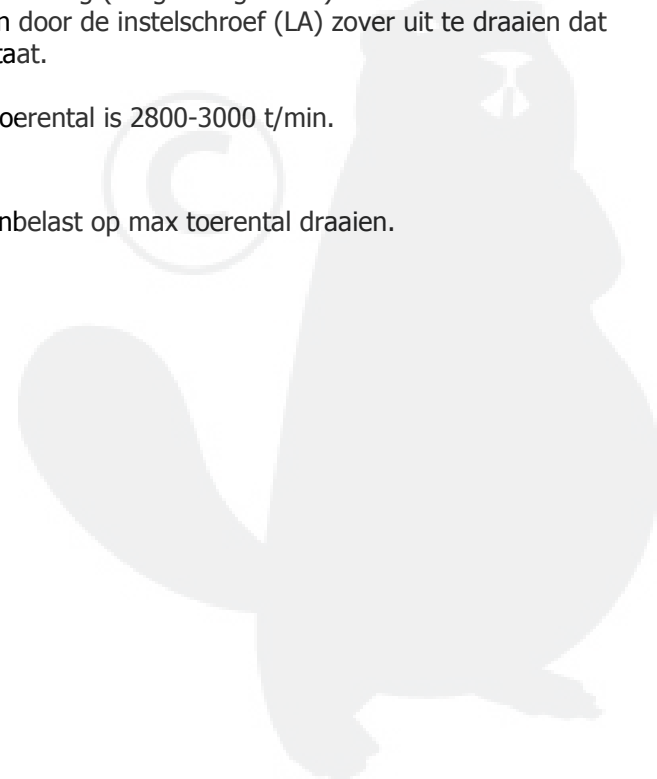 n door de instelschroef (LA) zover uit te draaien dat
taat.
oerental is 2800-3000 t/min.
nbelast op max toerental draaien.
©